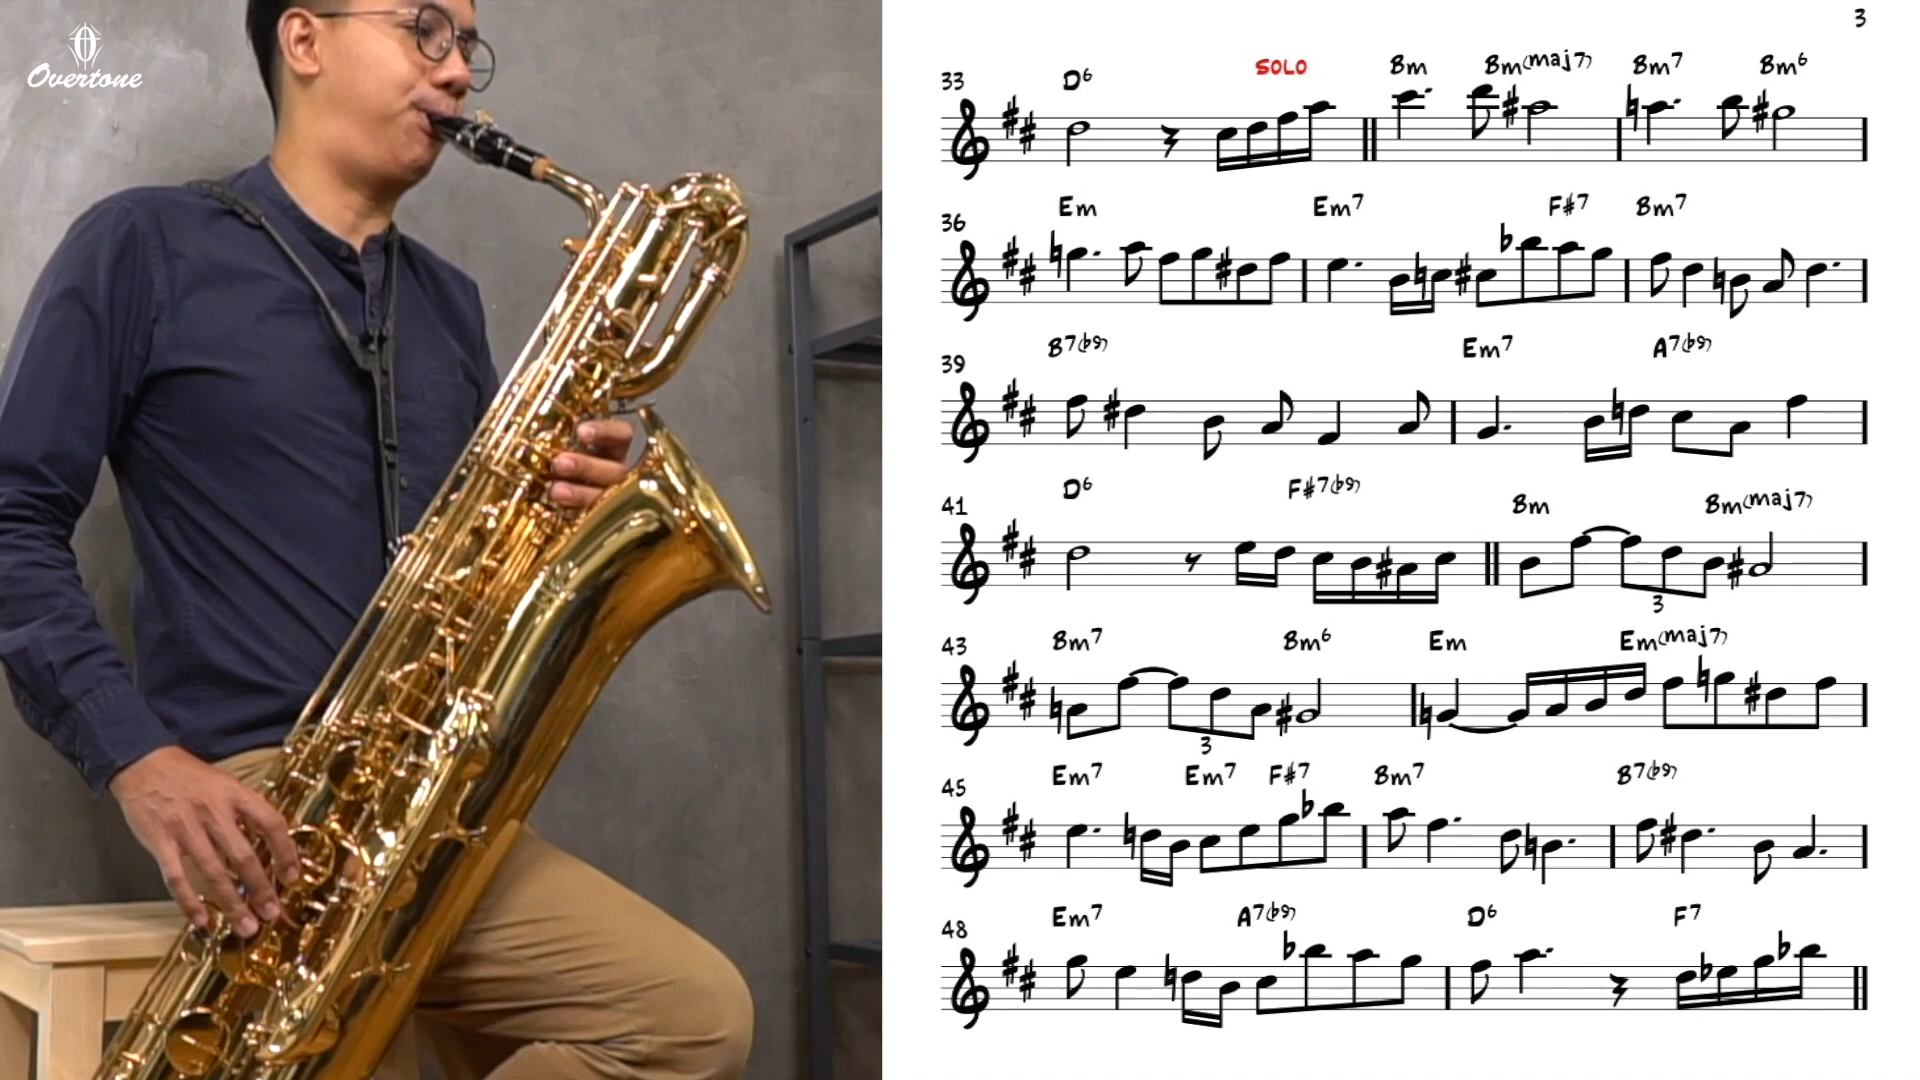 Overtone
3
33 D6 SOLO Bm Bm(maj7) Bm7 Bm6
36 Em Em7 F#7 Bm7
39 B7(b9) Em7 A7(b9)
41 D6 F#7(b9) Bm Bm(maj7)
3
43 Bm7 Bm6 Em Em(maj7)
3
45 Em7 Em7 F#7 Bm7 B7(b9)
48 Em7 A7(b9) D6 F7